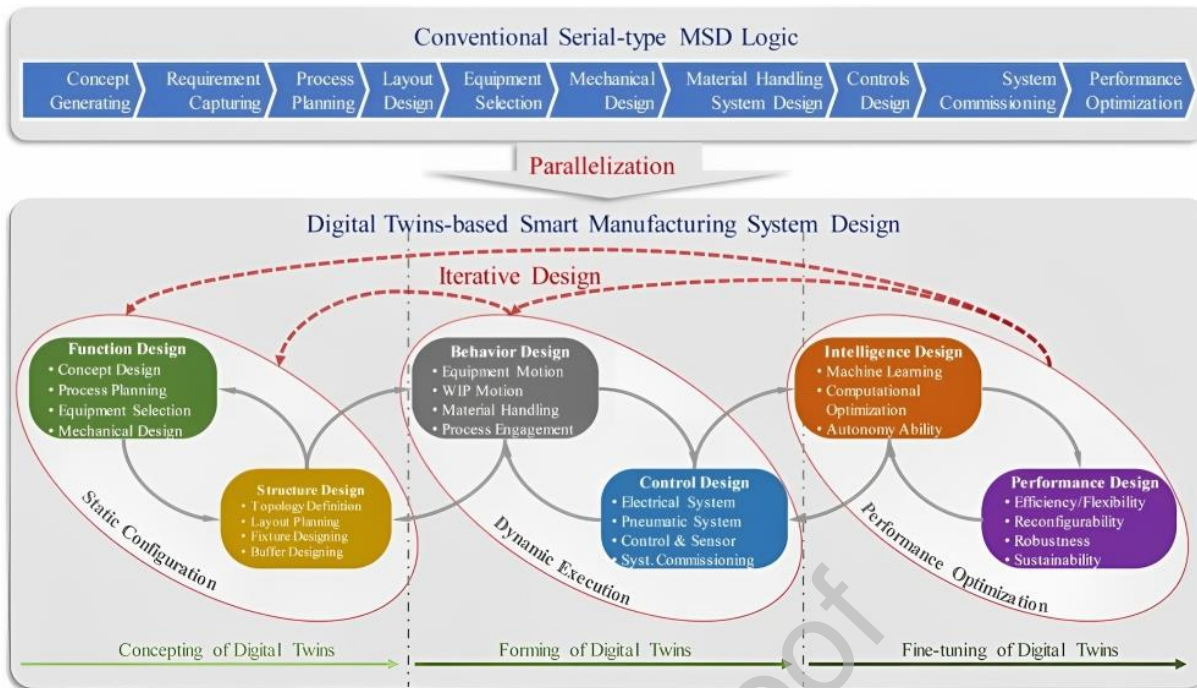 Conventional Serial-type MSD Logic
Concept
Generating
Requirement
Capturing
Process
Planning
Layout
Design
Equipment
Selection
Mechanical
Design
Material Handling
System Design
Controls
Design
System
Commissioning
Performance
Optimization
Parallelization
Digital Twins-based Smart Manufacturing System Design
Iterative Design
Function Design
• Concept Design
• Process Planning
• Equipment Selection
• Mechanical Design
Structure Design
• Topology Definition
• Layout Planning
• Fixture Designing
• Buffer Designing
Static Configuration
Behavior Design
• Equipment Motion
• WIP Motion
• Material Handling
• Process Engagement
Control Design
• Electrical System
• Pneumatic System
• Control & Sensor
• Syst. Commissioning
Dynamic Execution
Intelligence Design
• Machine Learning
• Computational
Optimization
• Autonomy Ability
Performance Design
• Efficiency/Flexibility
• Reconfigurability
• Robustness
• Sustainability
Performance Optimization
Concepting of Digital Twins
Forming of Digital Twins
Fine-tuning of Digital Twins